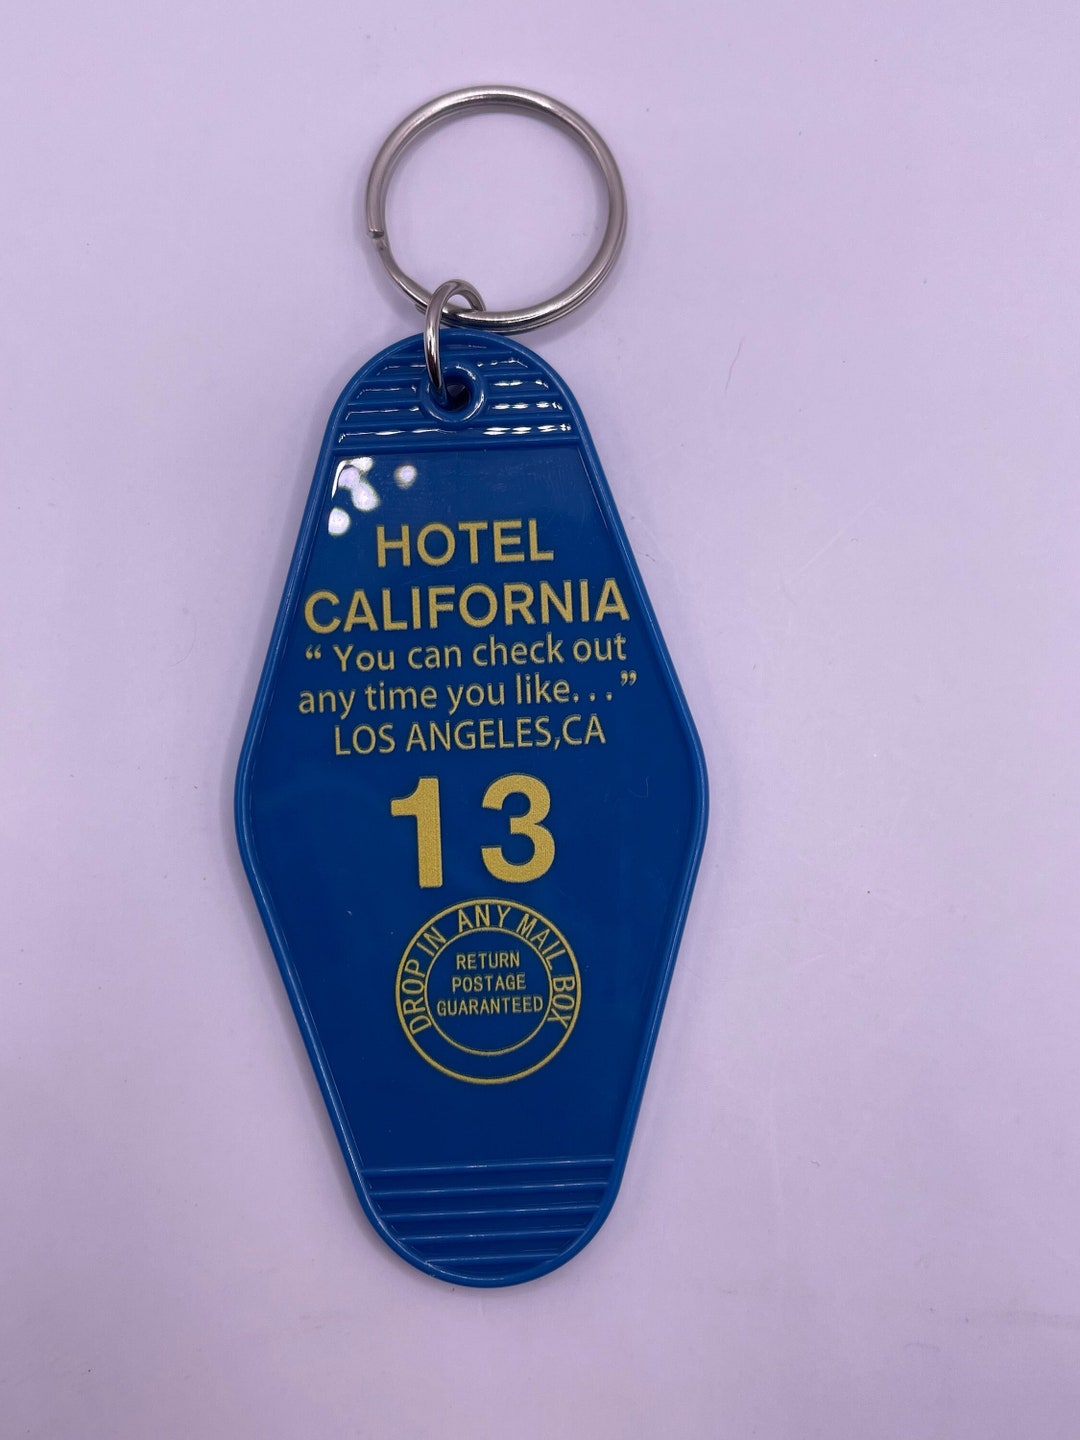 HOTEL
CALIFORNIA
“ You can check out
any time you like...”
LOS ANGELES,CA
13
DROP IN ANY MAIL BOX
RETURN
POSTAGE
GUARANTEED